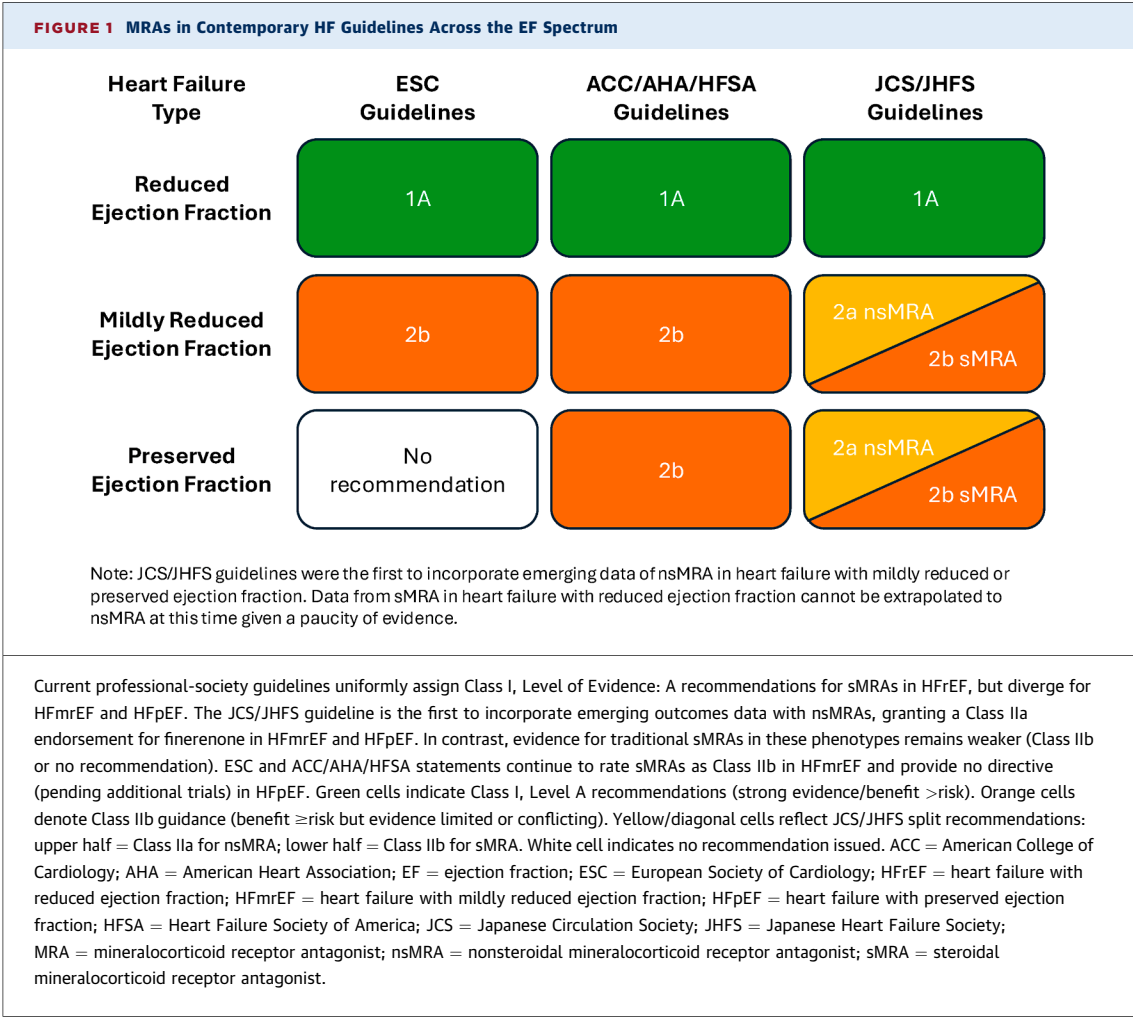 FIGURE 1 MRAs in Contemporary HF Guidelines Across the EF Spectrum
Heart Failure
Type
ESC
Guidelines
ACC/AHA/HFSA
Guidelines
JCS/JHFS
Guidelines
Reduced
Ejection Fraction
1A
1A
1A
Mildly Reduced
Ejection Fraction
2b
2b
2a nsMRA
2b sMRA
Preserved
Ejection Fraction
No
recommendation
2b
2a nsMRA
2b sMRA
Note: JCS/JHFS guidelines were the first to incorporate emerging data of nsMRA in heart failure with mildly reduced or
preserved ejection fraction. Data from sMRA in heart failure with reduced ejection fraction cannot be extrapolated to
nsMRA at this time given a paucity of evidence.
Current professional-society guidelines uniformly assign Class I, Level of Evidence: A recommendations for sMRAs in HFrEF, but diverge for
HFmrEF and HFpEF. The JCS/JHFS guideline is the first to incorporate emerging outcomes data with nsMRAs, granting a Class IIa
endorsement for finerenone in HFmrEF and HFpEF. In contrast, evidence for traditional sMRAs in these phenotypes remains weaker (Class IIb
or no recommendation). ESC and ACC/AHA/HFSA statements continue to rate sMRAs as Class IIb in HFmrEF and provide no directive
(pending additional trials) in HFpEF. Green cells indicate Class I, Level A recommendations (strong evidence/benefit >risk). Orange cells
denote Class IIb guidance (benefit ≥risk but evidence limited or conflicting). Yellow/diagonal cells reflect JCS/JHFS split recommendations:
upper half = Class IIa for nsMRA; lower half = Class IIb for sMRA. White cell indicates no recommendation issued. ACC = American College of
Cardiology; AHA = American Heart Association; EF = ejection fraction; ESC = European Society of Cardiology; HFrEF = heart failure with
reduced ejection fraction; HFmrEF = heart failure with mildly reduced ejection fraction; HFpEF = heart failure with preserved ejection
fraction; HFSA = Heart Failure Society of America; JCS = Japanese Circulation Society; JHFS = Japanese Heart Failure Society;
MRA = mineralocorticoid receptor antagonist; nsMRA = nonsteroidal mineralocorticoid receptor antagonist; sMRA = steroidal
mineralocorticoid receptor antagonist.